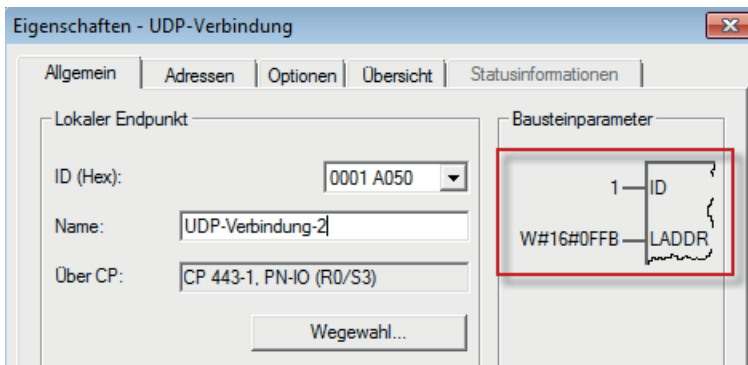 Eigenschaften - UDP-Verbindung
Allgemein Adressen Optionen Übersicht Statusinformationen
Lokaler Endpunkt
ID (Hex): 0001 A050
Name: UDP-Verbindung-2
Über CP: CP 443-1, PN-IO (R0/S3)
Wegewahl...
Bausteinparameter
1 ID
W#16#0FFB LADDR